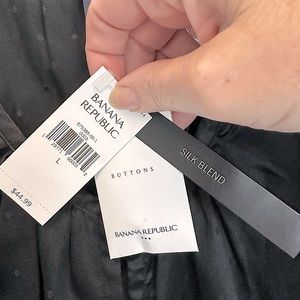 BANANA
REPUBLIC
L
$44.99
BUTTONS
BANANA REPUBLIC
SILK BLEND